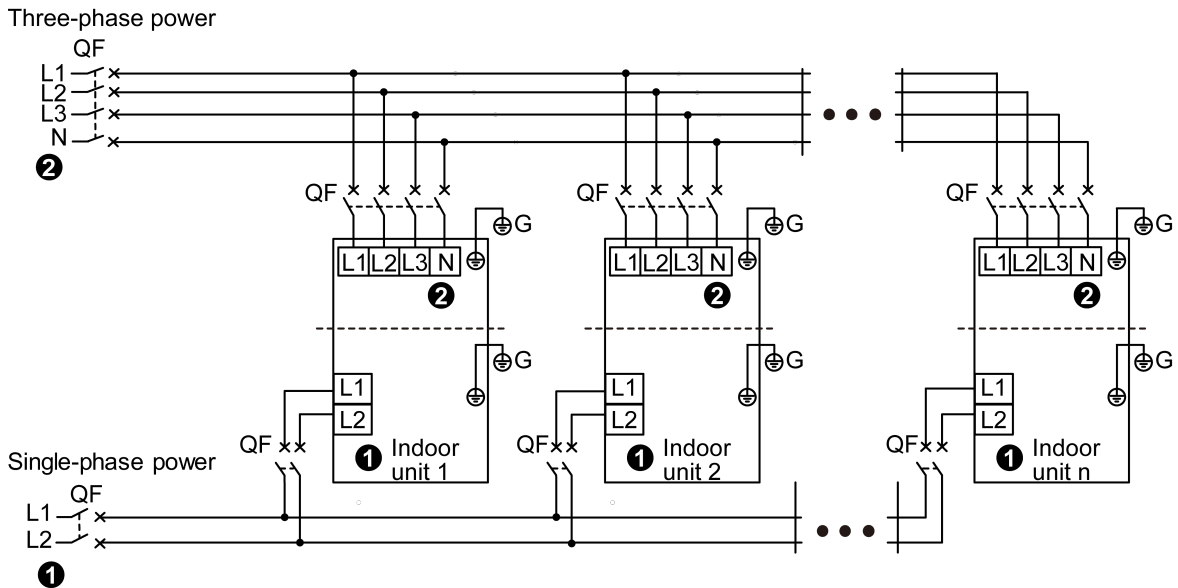 Three-phase power
QF
L1
L2
L3
N
2
QF QF QF
G G G
L1 L2 L3 N L1 L2 L3 N L1 L2 L3 N
2 2 2
G G G
L1 L1 L1
L2 L2 L2
QF QF QF
1 Indoor unit 1
1 Indoor unit 2
1 Indoor unit n
Single-phase power
QF
L1
L2
1